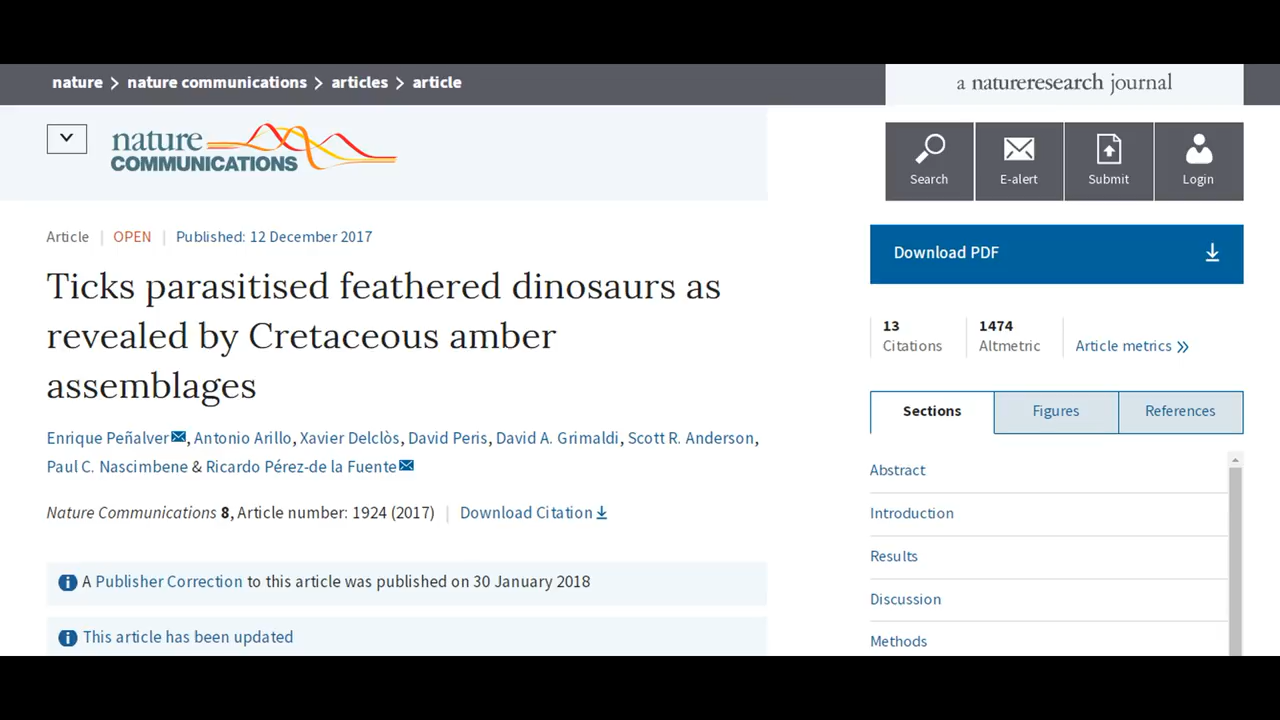 nature > nature communications > articles > article
a natureresearch journal
nature
COMMUNICATIONS
Search
E-alert
Submit
Login
Article | OPEN | Published: 12 December 2017
Ticks parasitised feathered dinosaurs as
revealed by Cretaceous amber
assemblages
Enrique Peñalver, Antonio Arillo, Xavier Delclòs, David Peris, David A. Grimaldi, Scott R. Anderson,
Paul C. Nascimbene & Ricardo Pérez-de la Fuente
Nature Communications 8, Article number: 1924 (2017) | Download Citation
A Publisher Correction to this article was published on 30 January 2018
This article has been updated
Download PDF
13
Citations
1474
Altmetric
Article metrics »
Sections
Figures
References
Abstract
Introduction
Results
Discussion
Methods